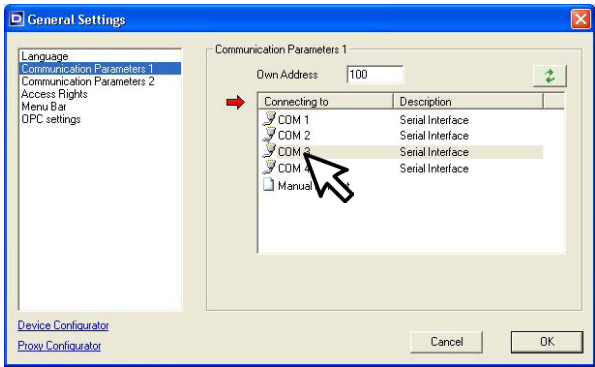 General Settings
Language
Communication Parameters 1
Communication Parameters 2
Access Rights
Menu Bar
OPC settings
Communication Parameters 1
Own Address 100
Connecting to Description
COM 1 Serial Interface
COM 2 Serial Interface
COM 3 Serial Interface
COM 4 Serial Interface
Manual
Device Configurator
Proxy Configurator
Cancel OK